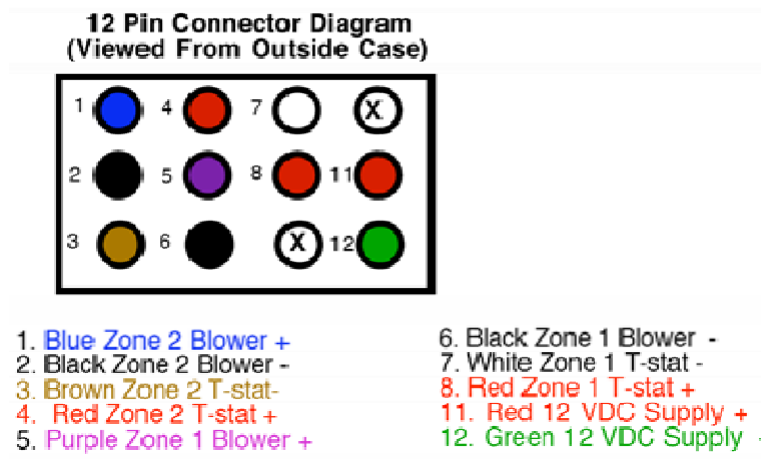 12 Pin Connector Diagram
(Viewed From Outside Case)
1 4 7 X
2 5 8 11
3 6 X 12
1. Blue Zone 2 Blower +
2. Black Zone 2 Blower -
3. Brown Zone 2 T-stat-
4. Red Zone 2 T-stat +
5. Purple Zone 1 Blower +
6. Black Zone 1 Blower -
7. White Zone 1 T-stat -
8. Red Zone 1 T-stat +
11. Red 12 VDC Supply +
12. Green 12 VDC Supply -